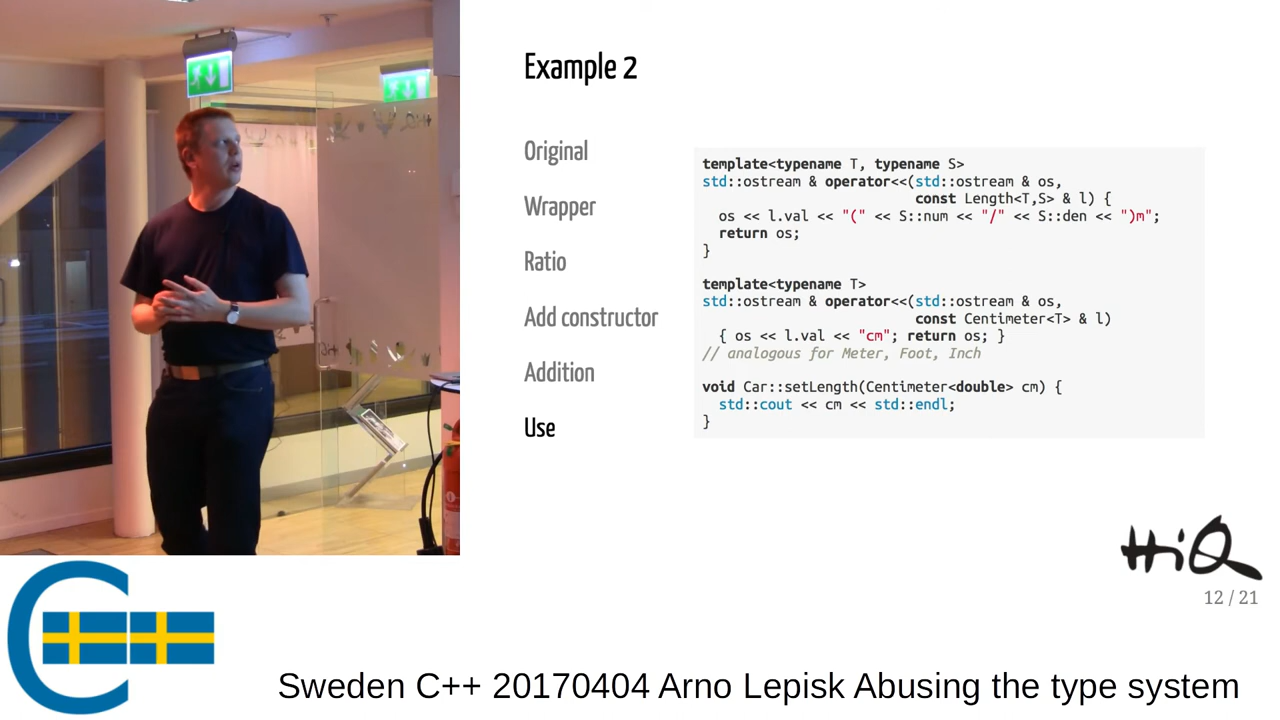 Example 2
Original
Wrapper
Ratio
Add constructor
Addition
Use
template<typename T, typename S>
std::ostream & operator<<(std::ostream & os,
const Length<T,S> & l) {
os << l.val << "(" << S::num << "/" << S::den << ")m";
return os;
}
template<typename T>
std::ostream & operator<<(std::ostream & os,
const Centimeter<T> & l)
{ os << l.val << "cm"; return os; }
// analogous for Meter, Foot, Inch
void Car::setLength(Centimeter<double> cm) {
std::cout << cm << std::endl;
}
HiQ
12 / 21
C++
Sweden C++ 20170404 Arno Lepisk Abusing the type system